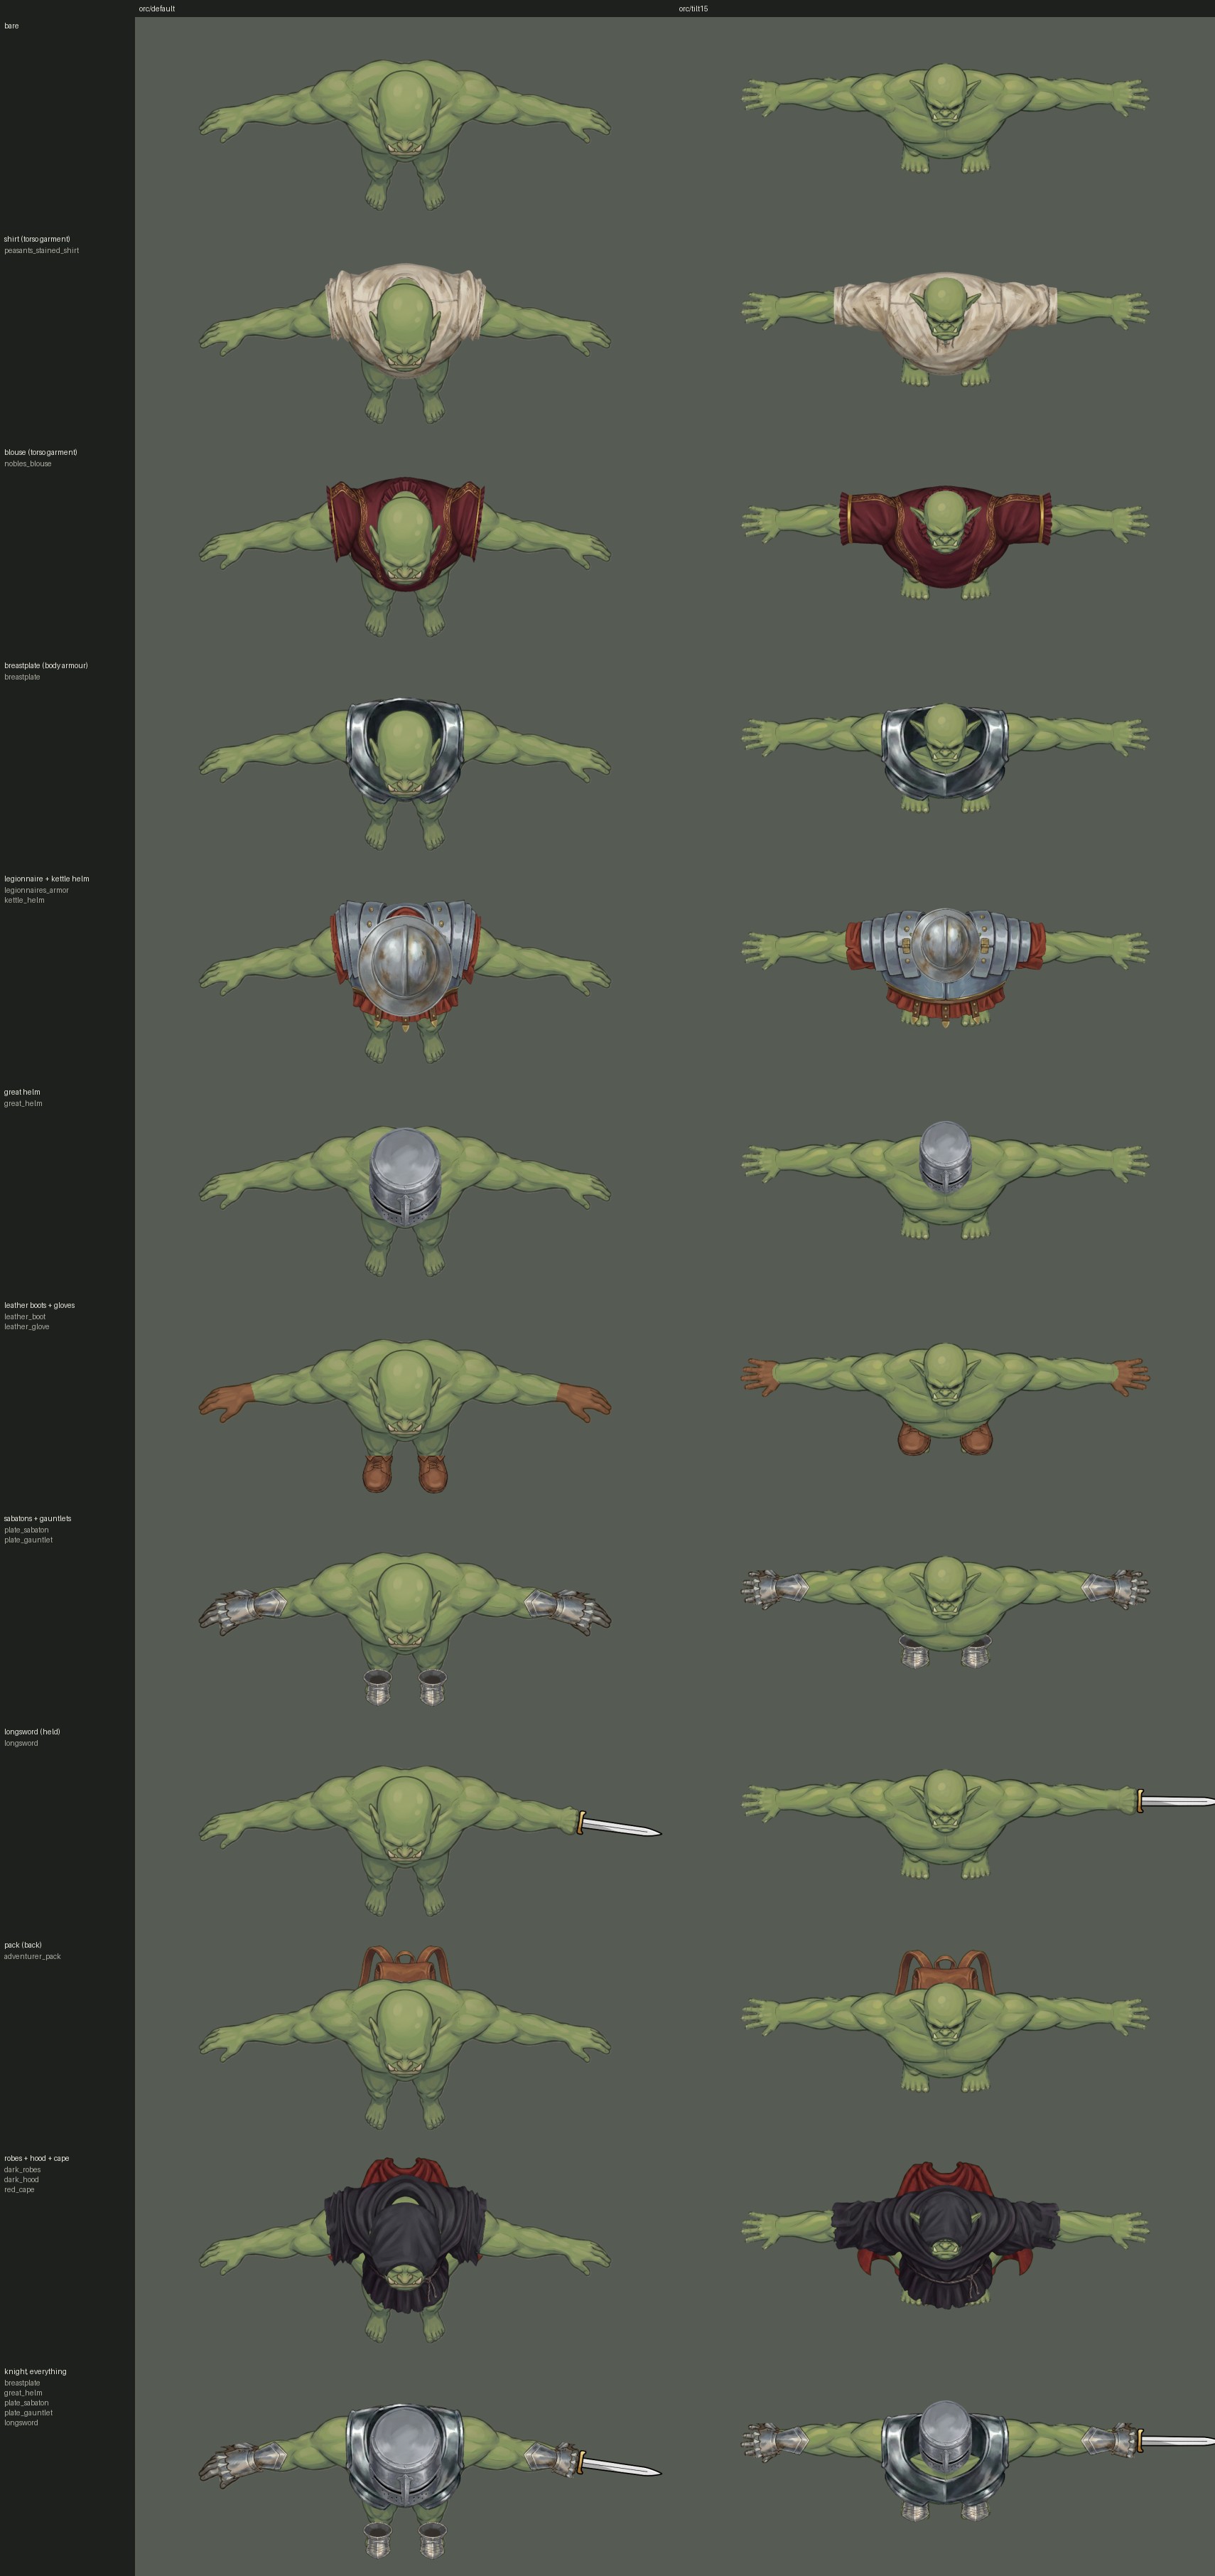 orc/default
orc/tilt15
bare
shirt (torso garment)
peasants_stained_shirt
blouse (torso garment)
nobles_blouse
breastplate (body armour)
breastplate
legionnaire + kettle helm
legionnaires_armor
kettle_helm
great helm
great_helm
leather boots + gloves
leather_boot
leather_glove
sabatons + gauntlets
plate_sabaton
plate_gauntlet
longsword (held)
longsword
pack (back)
adventurer_pack
robes + hood + cape
dark_robes
dark_hood
red_cape
knight, everything
breastplate
great_helm
plate_sabaton
plate_gauntlet
longsword